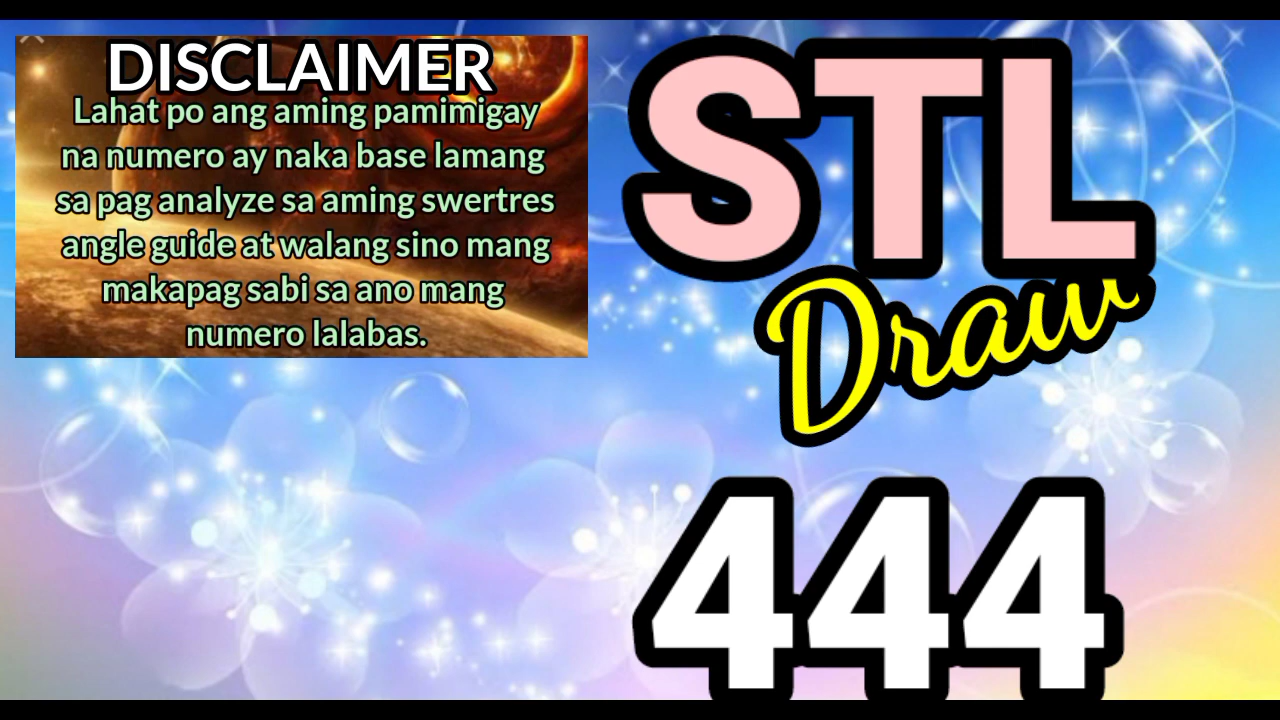 DISCLAIMER
Lahat po ang aming pamimigay
na numero ay naka base lamang
sa pag analyze sa aming swertres
angle guide at walang sino mang
makapag sabi sa ano mang
numero lalabas.
STL
Draw
444